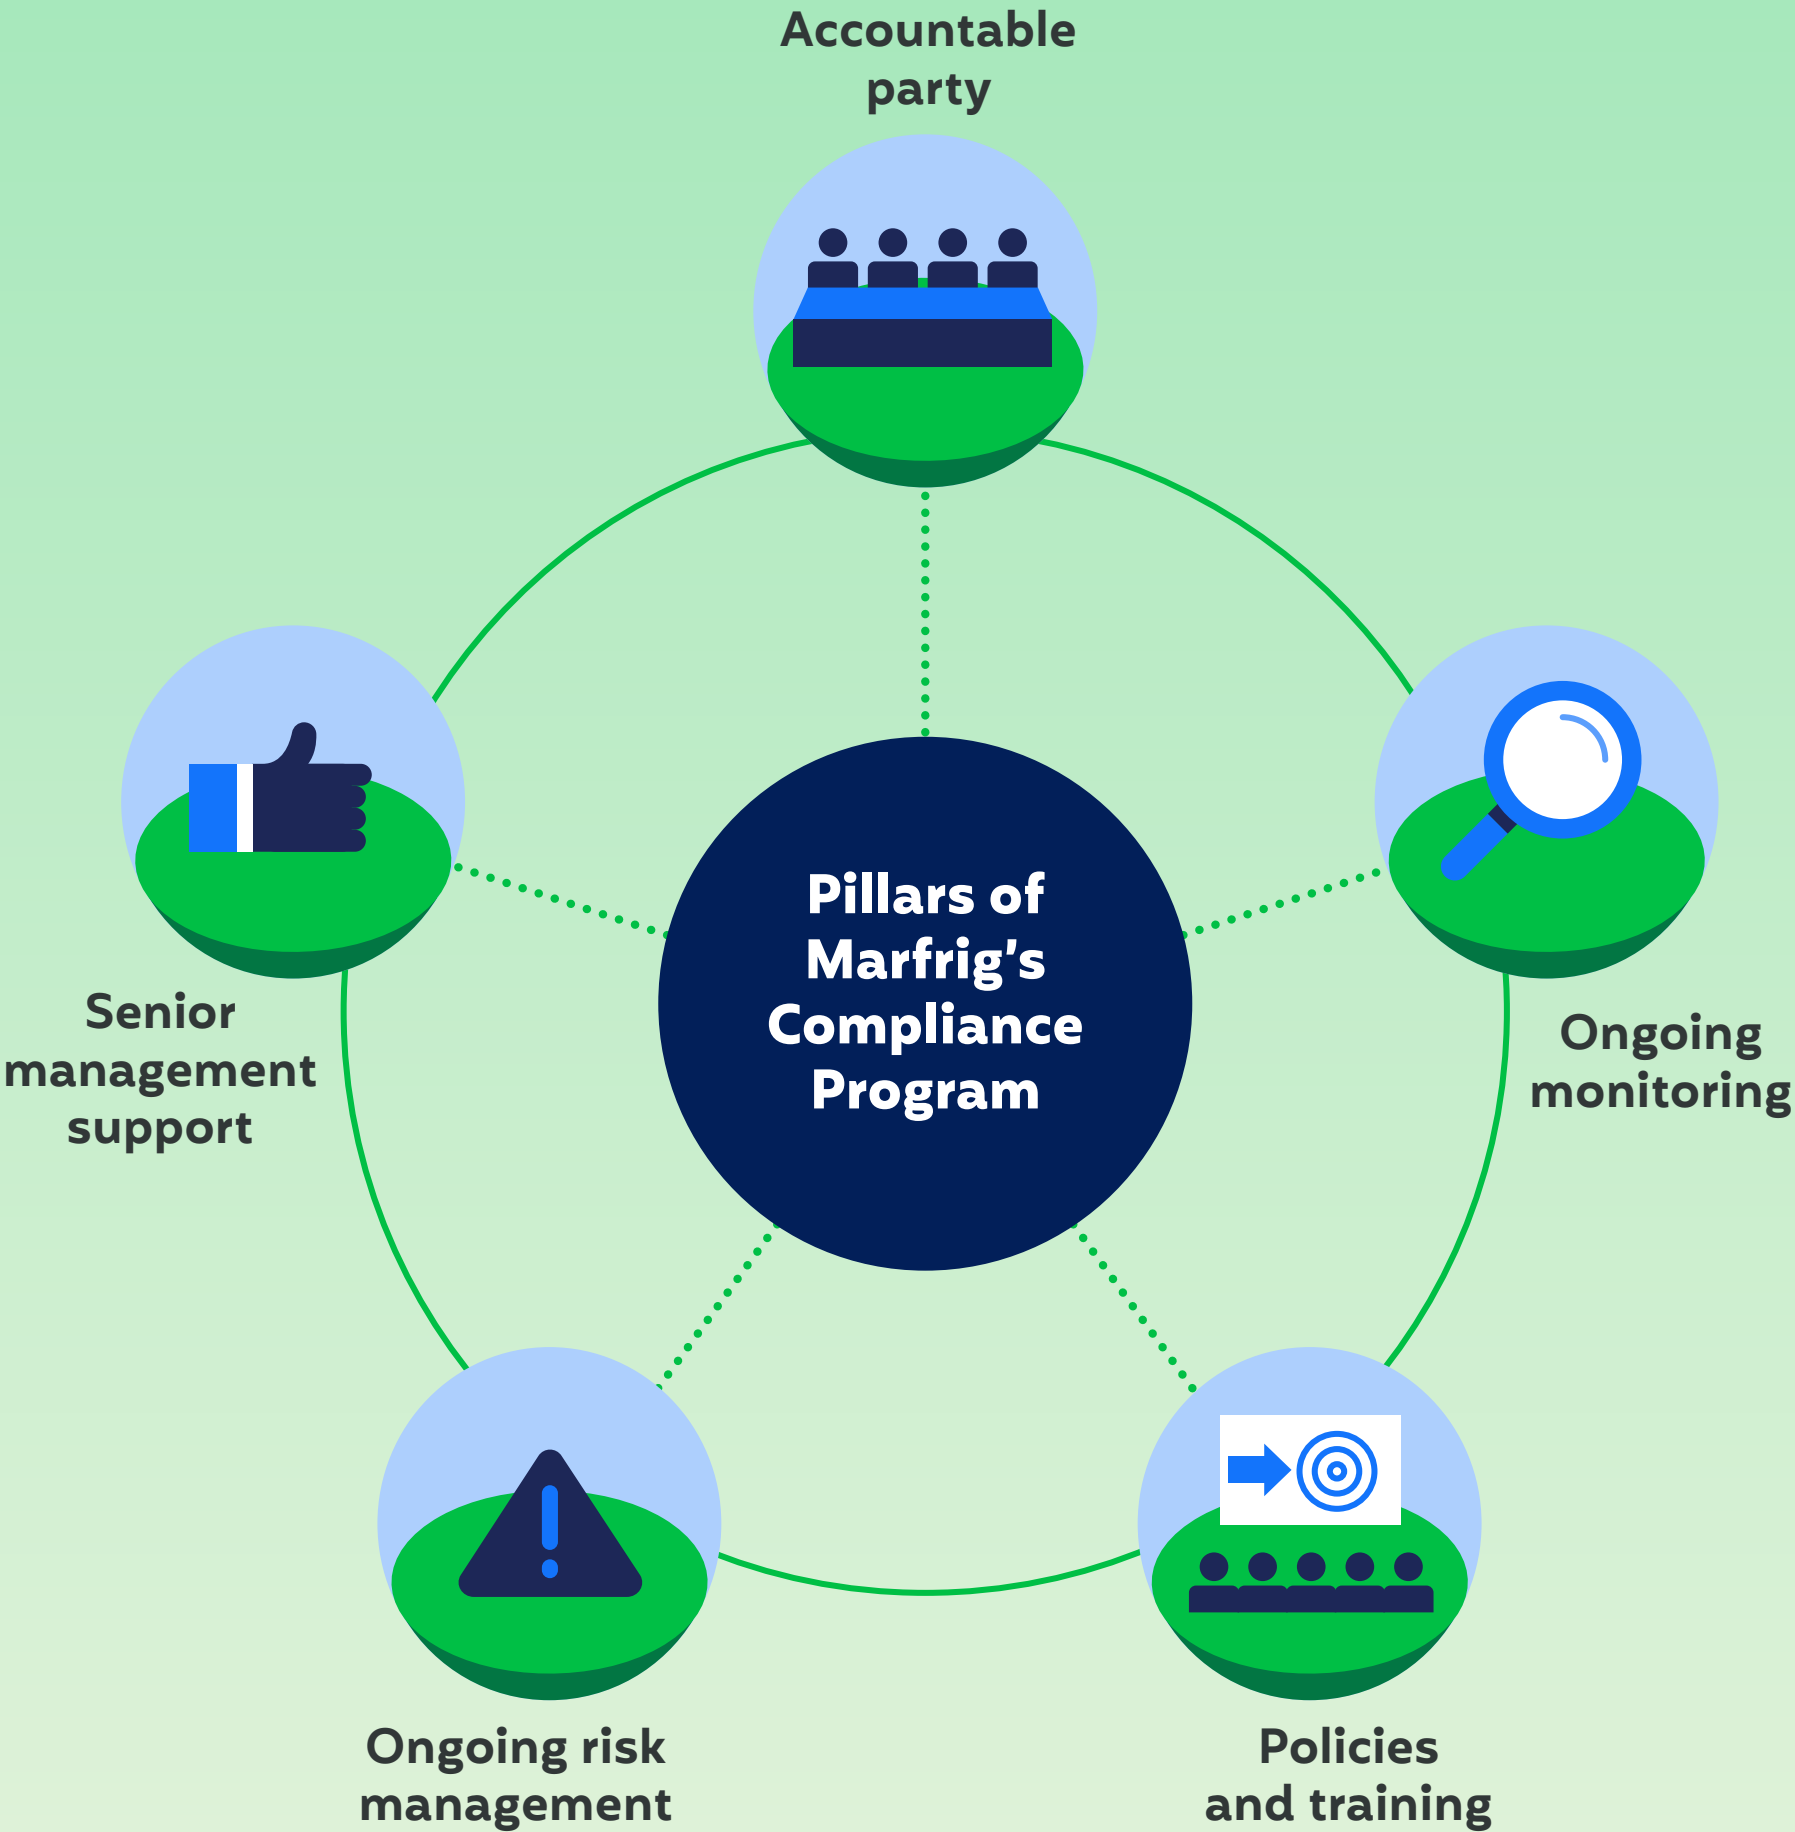 Accountable
party
Pillars of
Marfrig’s
Compliance
Program
Senior
management
support
Ongoing
monitoring
Ongoing risk
management
Policies
and training